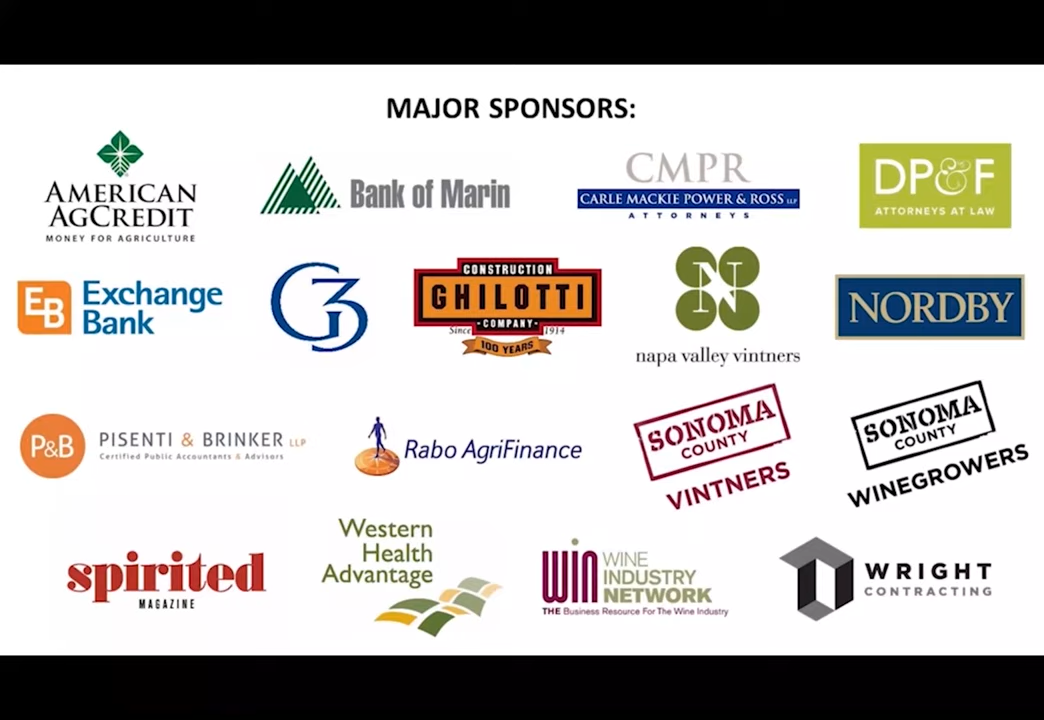 MAJOR SPONSORS:
AMERICAN
AGCREDIT
MONEY FOR AGRICULTURE
Bank of Marin
CMPR
CARLE MACKIE POWER & ROSS LLP
ATTORNEYS
DP&F
ATTORNEYS AT LAW
EB
Exchange
Bank
G3
CONSTRUCTION
GHILOTTI
-COMPANY-
Since 1914
100 YEARS
N
N
napa valley vintners
NORDBY
P&B
PISENTI & BRINKER LLP
Certified Public Accountants & Advisors
Rabo AgriFinance
SONOMA
COUNTY
VINTNERS
SONOMA
COUNTY
WINEGROWERS
spirited
MAGAZINE
Western
Health
Advantage
win WINE
INDUSTRY
NETWORK
THE Business Resource For The Wine Industry
WRIGHT
CONTRACTING